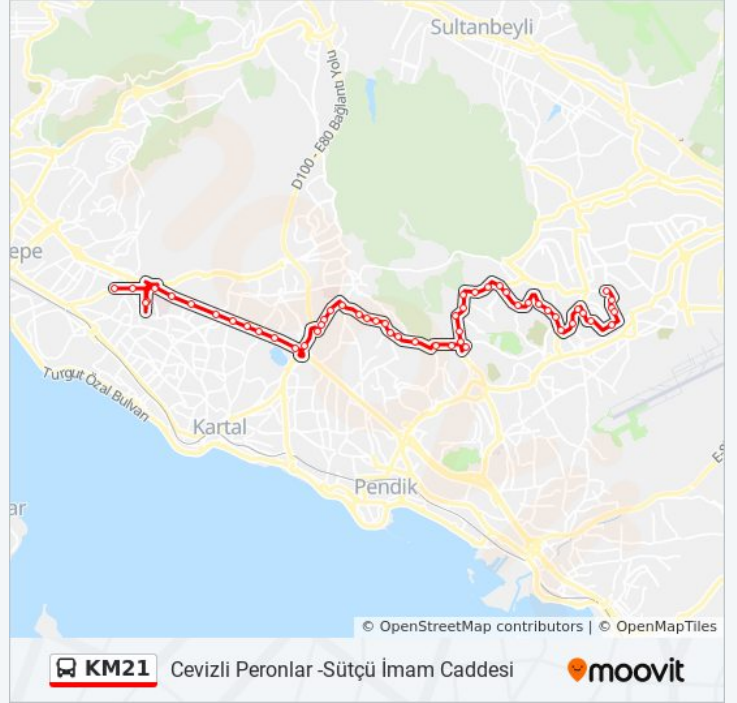 Sultanbeyli
D100 - E80 Bağlantı Yolu
epe
Turgut Özal Bulvarı
Kartal
Pendik
E-8
ar
© OpenStreetMap contributors | © OpenMapTiles
KM21 Cevizli Peronlar -Sütçü İmam Caddesi moovit